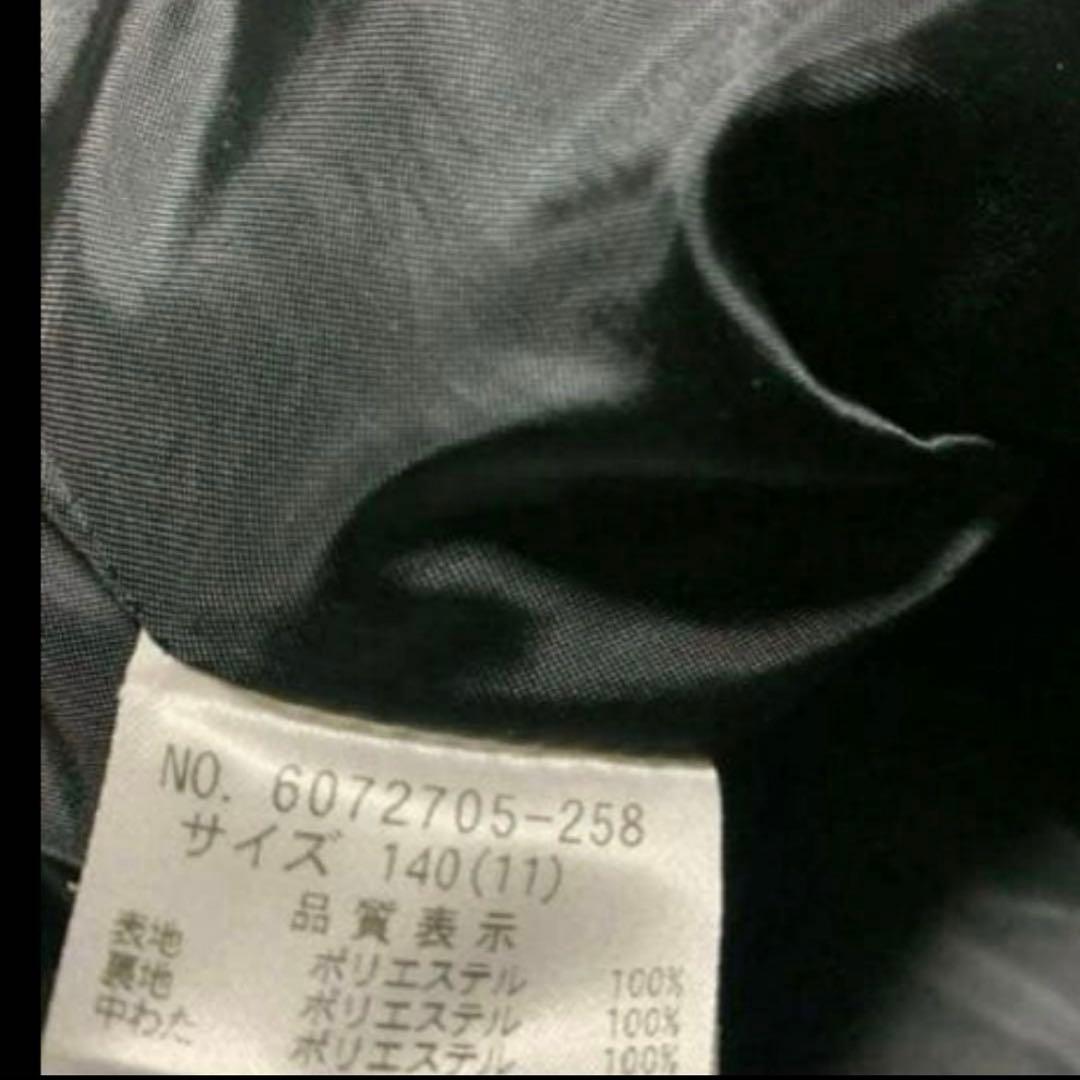 NO. 6072705-258
サイズ 140(11)
品質表示
表地 ポリエステル 100%
裏地 ポリエステル 100%
中わた ポリエステル 100%